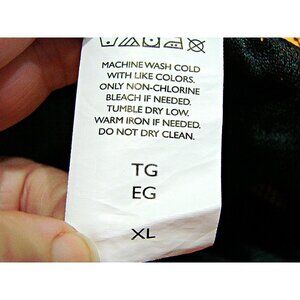 MACHINE WASH COLD
WITH LIKE COLORS.
ONLY NON-CHLORINE
BLEACH IF NEEDED.
TUMBLE DRY LOW.
WARM IRON IF NEEDED.
DO NOT DRY CLEAN.
TG
EG
XL